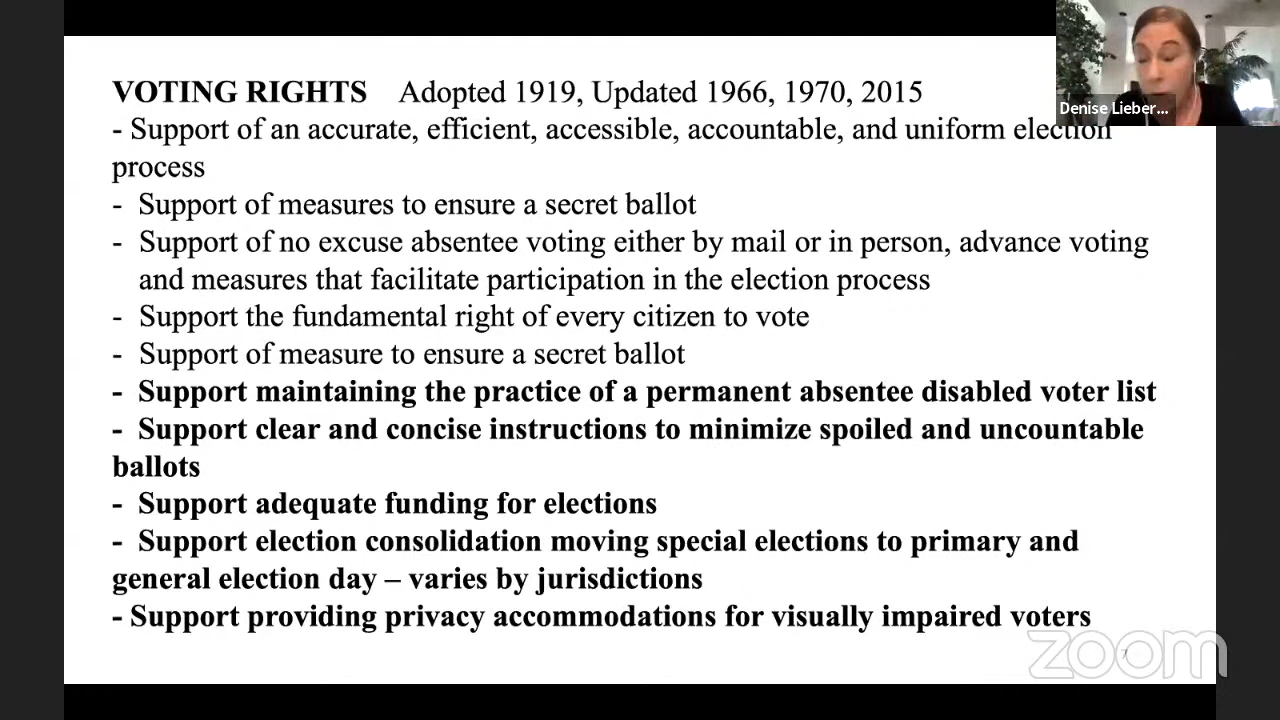 VOTING RIGHTS Adopted 1919, Updated 1966, 1970, 2015
- Support of an accurate, efficient, accessible, accountable, and uniform election
process
- Support of measures to ensure a secret ballot
- Support of no excuse absentee voting either by mail or in person, advance voting
and measures that facilitate participation in the election process
- Support the fundamental right of every citizen to vote
- Support of measure to ensure a secret ballot
- Support maintaining the practice of a permanent absentee disabled voter list
- Support clear and concise instructions to minimize spoiled and uncountable
ballots
- Support adequate funding for elections
- Support election consolidation moving special elections to primary and
general election day – varies by jurisdictions
- Support providing privacy accommodations for visually impaired voters
Denise Lieber...
7
zoom